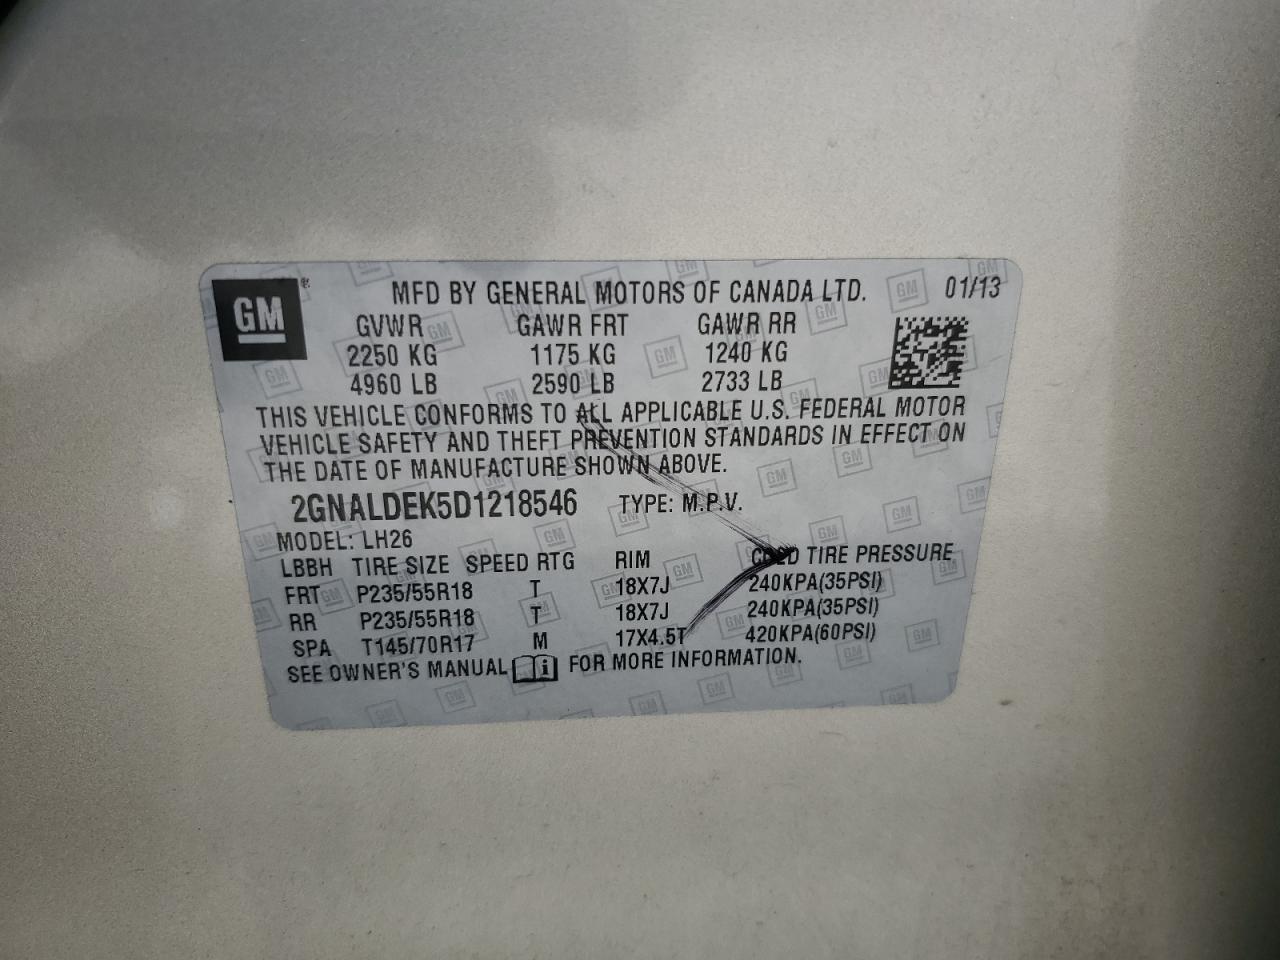 GM
MFD BY GENERAL MOTORS OF CANADA LTD. 01/13
GVWR GAWR FRT GAWR RR
2250 KG 1175 KG 1240 KG
4960 LB 2590 LB 2733 LB
THIS VEHICLE CONFORMS TO ALL APPLICABLE U.S. FEDERAL MOTOR
VEHICLE SAFETY AND THEFT PREVENTION STANDARDS IN EFFECT ON
THE DATE OF MANUFACTURE SHOWN ABOVE.
2GNALDEK5D1218546 TYPE: M.P.V.
MODEL: LH26
LBBH TIRE SIZE SPEED RTG RIM COLD TIRE PRESSURE
FRT P235/55R18 T 18X7J 240KPA(35PSI)
RR P235/55R18 T 18X7J 240KPA(35PSI)
SPA T145/70R17 M 17X4.5T 420KPA(60PSI)
SEE OWNER'S MANUAL FOR MORE INFORMATION.